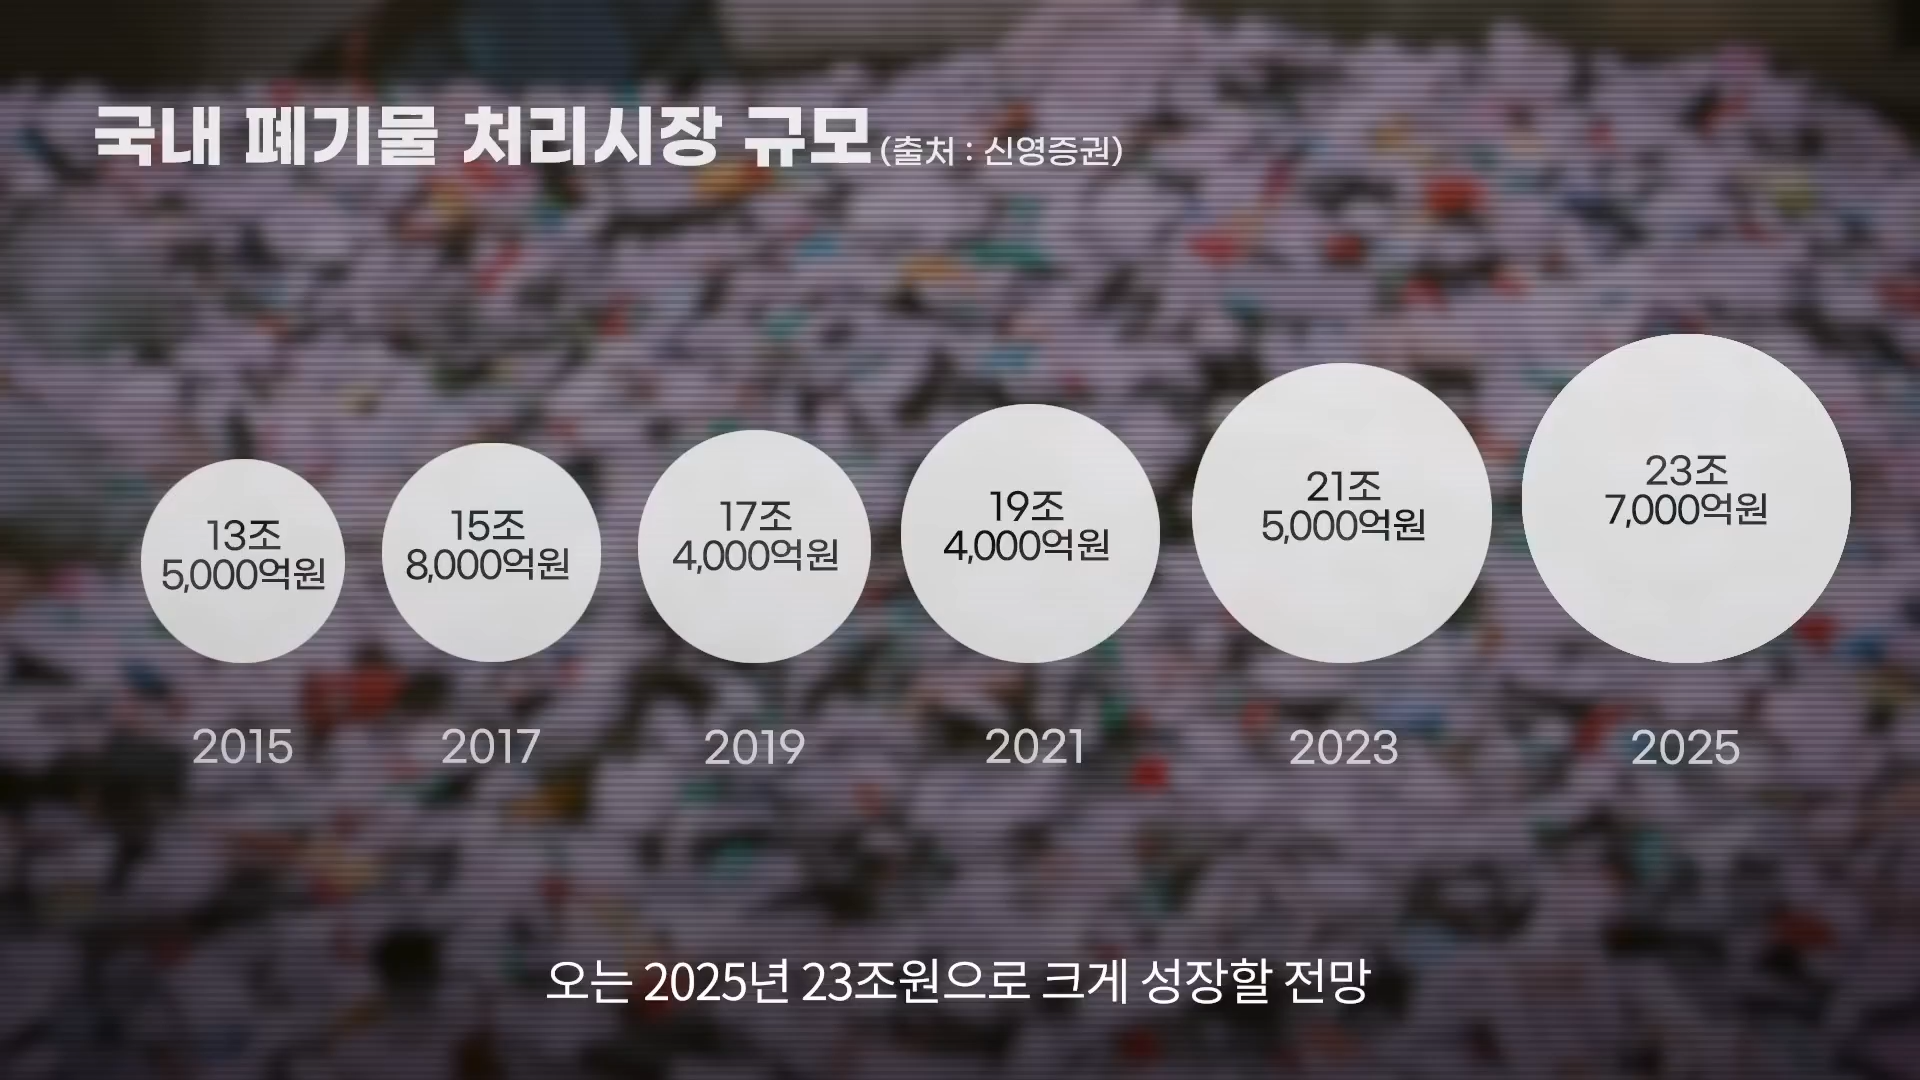 국내 폐기물 처리시장 규모 (출처 : 신영증권)
13조
5,000억원
15조
8,000억원
17조
4,000억원
19조
4,000억원
21조
5,000억원
23조
7,000억원
2015
2017
2019
2021
2023
2025
오는 2025년 23조원으로 크게 성장할 전망